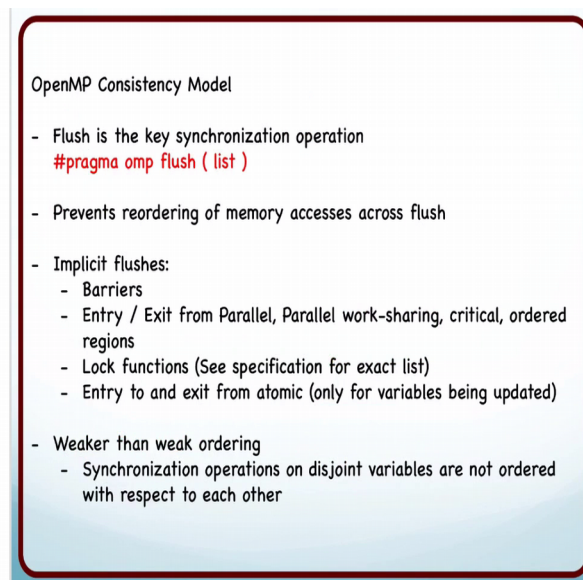 OpenMP Consistency Model
- Flush is the key synchronization operation
#pragma omp flush ( list )
- Prevents reordering of memory accesses across flush
- Implicit flushes:
- Barriers
- Entry / Exit from Parallel, Parallel work-sharing, critical, ordered
regions
- Lock functions (See specification for exact list)
- Entry to and exit from atomic (only for variables being updated)
- Weaker than weak ordering
- Synchronization operations on disjoint variables are not ordered
with respect to each other